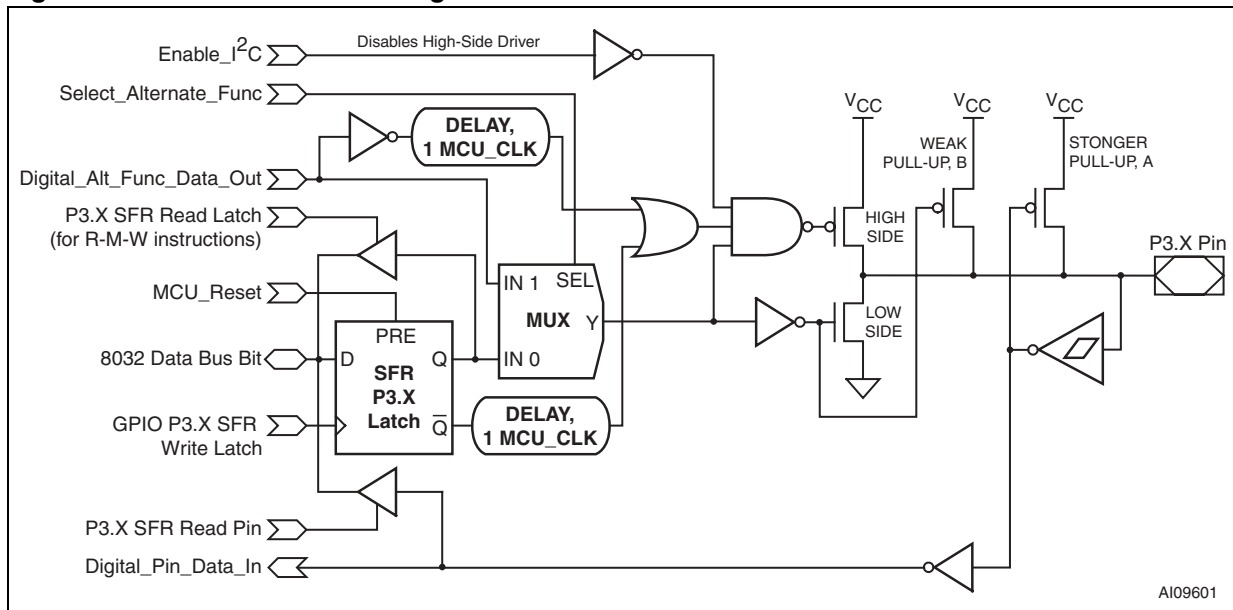 Enable_I2C
Disables High-Side Driver
Select_Alternate_Func
DELAY,
1 MCU_CLK
Digital_Alt_Func_Data_Out
P3.X SFR Read Latch
(for R-M-W instructions)
MCU_Reset
8032 Data Bus Bit
GPIO P3.X SFR
Write Latch
P3.X SFR Read Pin
Digital_Pin_Data_In
PRE
D
Q
SFR
P3.X
Latch
Q
DELAY,
1 MCU_CLK
IN 1
SEL
MUX
Y
IN 0
VCC
VCC
VCC
WEAK
PULL-UP, B
STONGER
PULL-UP, A
HIGH
SIDE
LOW
SIDE
P3.X Pin
AI09601